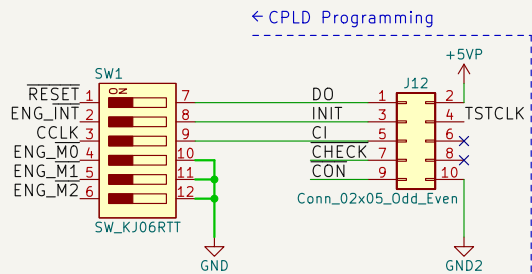 ← CPLD Programming
+5VP
SW1
J12
ON
RESET 1 7 DO 1 2
ENG_INT 2 8 INIT 3 4 TSTCLK
CCLK 3 9 CI 5 6
ENG_M0 4 10 CHECK 7 8
ENG_M1 5 11 CON 9 10
ENG_M2 6 12
Conn_02x05_Odd_Even
SW_KJ06RTT
GND
GND2